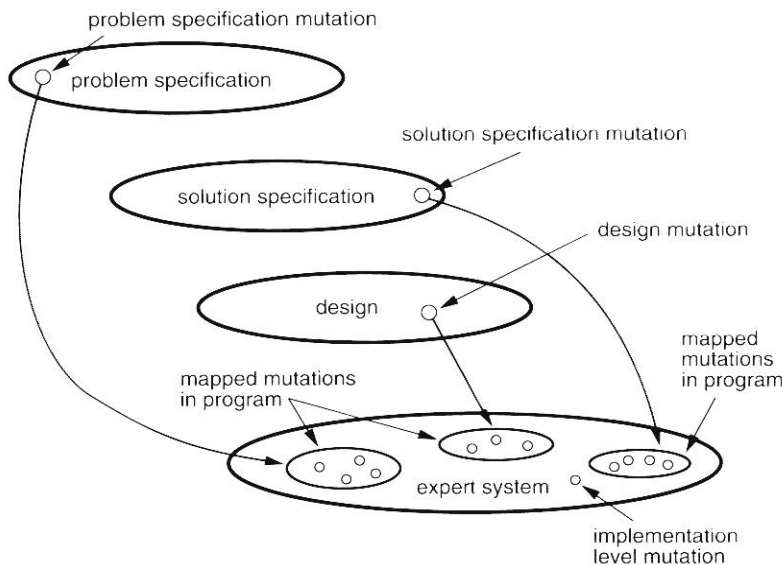 problem specification mutation
problem specification
solution specification mutation
solution specification
design mutation
design
mapped
mutations
in program
mapped mutations
in program
expert system
implementation
level mutation